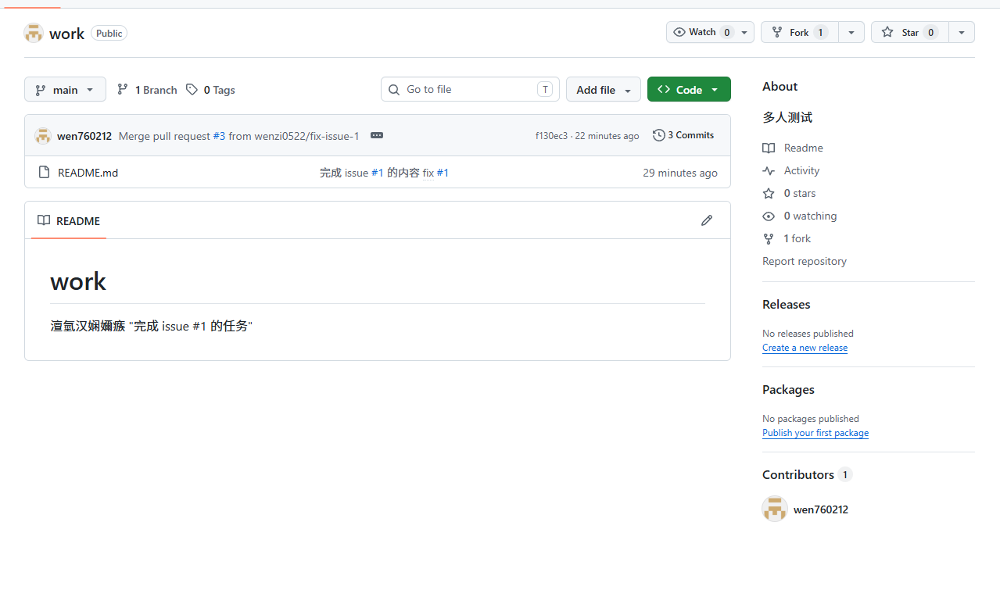 work Public
Watch 0
Fork 1
Star 0
main
1 Branch
0 Tags
Go to file
T
Add file
Code
wen760212 Merge pull request #3 from wenzi0522/fix-issue-1
f130ec3 · 22 minutes ago
3 Commits
README.md
完成 issue #1 的内容 fix #1
29 minutes ago
README
work
澶氫汉娴嬭瘯 "完成 issue #1 的任务"
About
多人测试
Readme
Activity
0 stars
0 watching
1 fork
Report repository
Releases
No releases published
Create a new release
Packages
No packages published
Publish your first package
Contributors 1
wen760212